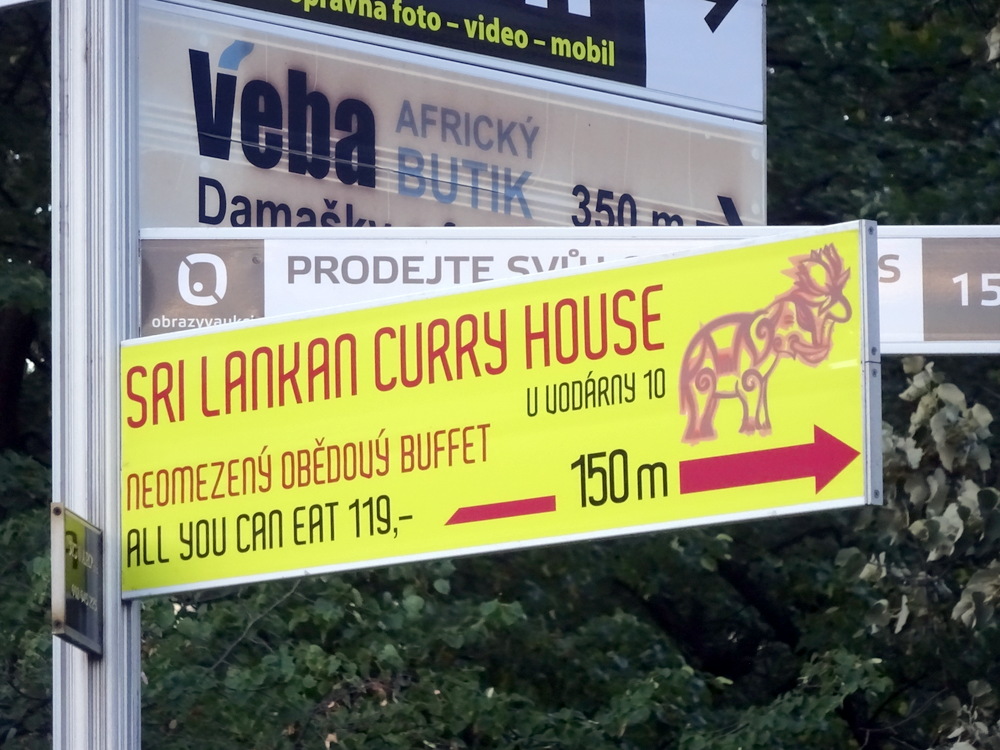 opravna foto – video – mobil
Veba AFRICKÝ
BUTIK
350 m
PRODEJTE SVŮ
S
15
SRI LANKAN CURRY HOUSE
U VODÁRNY 10
NEOMEZENÝ OBĚDOVÝ BUFFET
150 m
ALL YOU CAN EAT 119,-